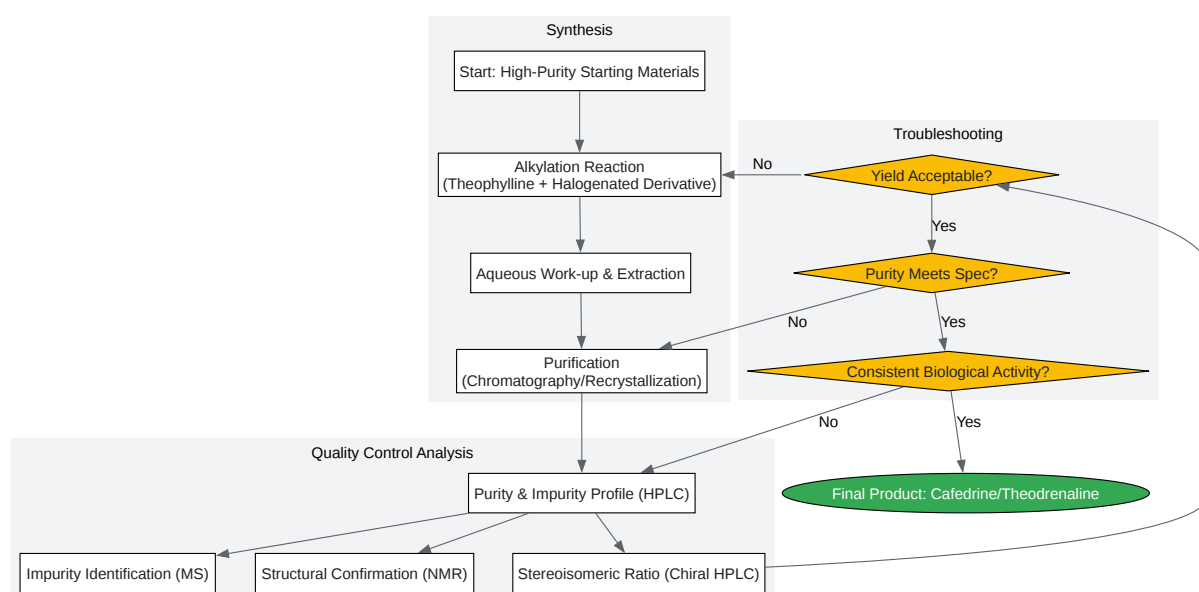 Synthesis
Start: High-Purity Starting Materials
Troubleshooting
Alkylation Reaction
(Theophylline + Halogenated Derivative)
No
Yield Acceptable?
Yes
Aqueous Work-up & Extraction
Purity Meets Spec?
No
Yes
Purification
(Chromatography/Recrystallization)
Consistent Biological Activity?
No
Yes
Quality Control Analysis
Purity & Impurity Profile (HPLC)
Final Product: Cafedrine/Theodrenaline
Impurity Identification (MS)
Structural Confirmation (NMR)
Stereoisomeric Ratio (Chiral HPLC)